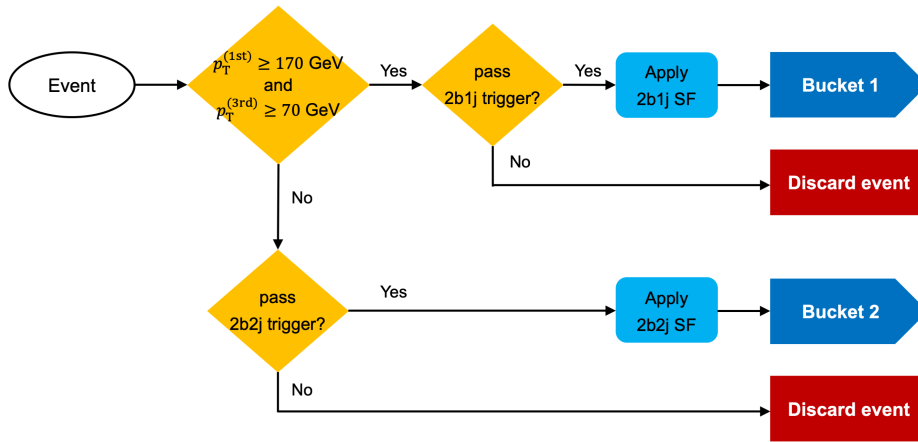 Event
p_T^(1st) ≥ 170 GeV
and
p_T^(3rd) ≥ 70 GeV
Yes
pass
2b1j trigger?
Yes
Apply
2b1j SF
Bucket 1
No
Discard event
No
pass
2b2j trigger?
Yes
Apply
2b2j SF
Bucket 2
No
Discard event